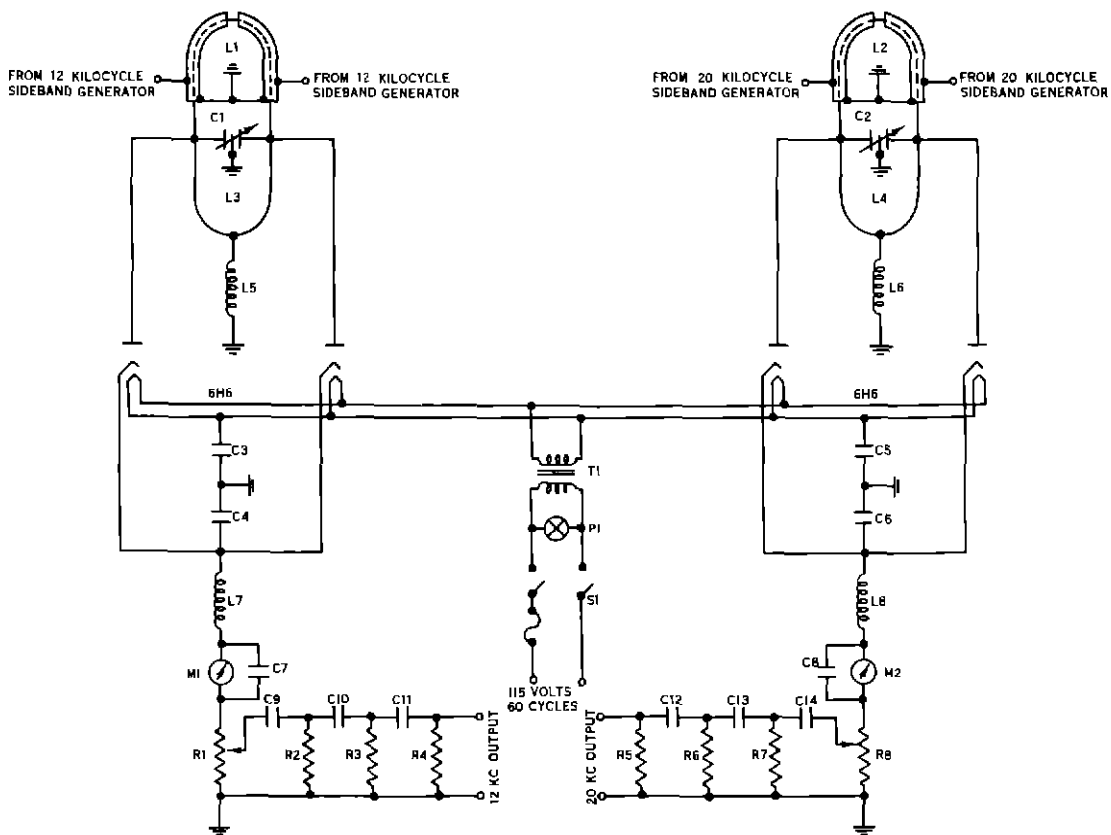 L1
L2
FROM 12 KILOCYCLE
SIDEBAND GENERATOR
FROM 12 KILOCYCLE
SIDEBAND GENERATOR
FROM 20 KILOCYCLE
SIDEBAND GENERATOR
FROM 20 KILOCYCLE
SIDEBAND GENERATOR
C1
C2
L3
L4
L5
L6
6H6
6H6
C3
C5
T1
C4
C6
P1
L7
S1
L8
M1
C7
C8
M2
115 VOLTS
60 CYCLES
C9
C10
C11
C12
C13
C14
R1
R2
R3
R4
12 KC OUTPUT
20 KC OUTPUT
R5
R6
R7
R8